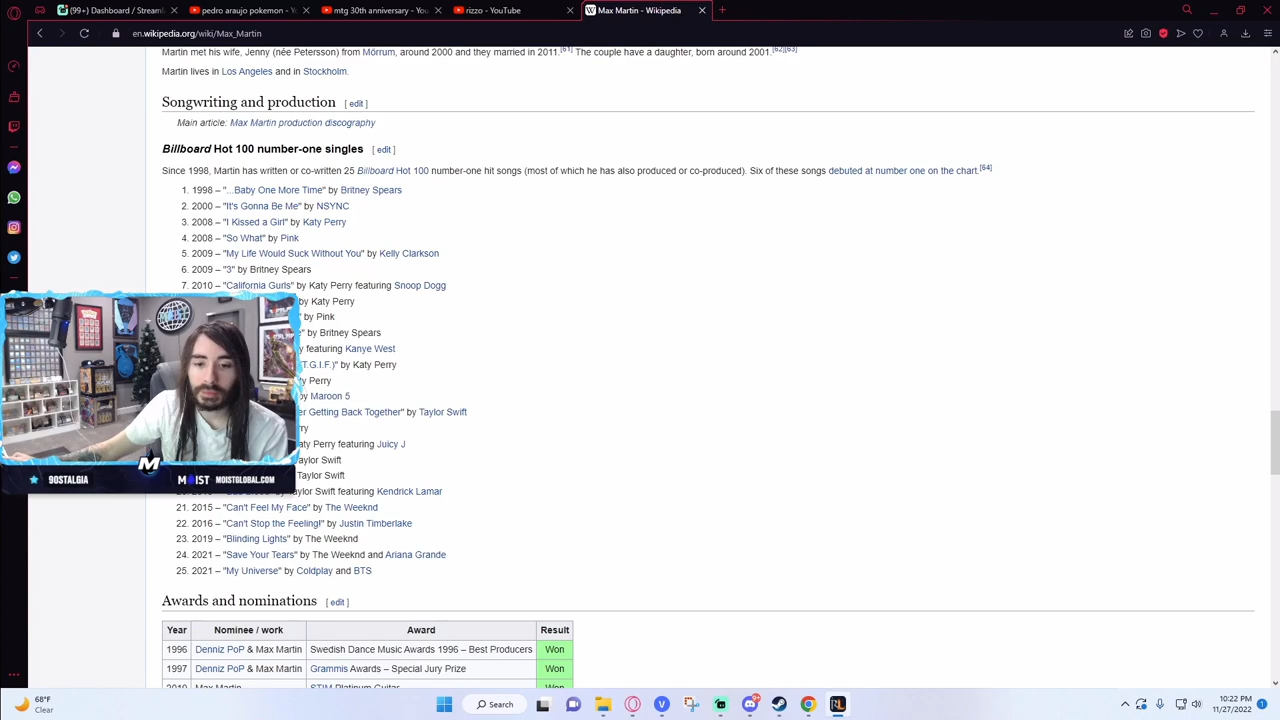 (99+) Dashboard / Streaml
pedro araujo pokemon - Yo
mtg 30th anniversary - You
rizzo - YouTube
Max Martin - Wikipedia
en.wikipedia.org/wiki/Max_Martin
Martin met his wife, Jenny (née Petersson) from Mörrum, around 2000 and they married in 2011.[61] The couple have a daughter, born around 2001.[62][63]
Martin lives in Los Angeles and in Stockholm.
Songwriting and production [ edit ]
Main article: Max Martin production discography
Billboard Hot 100 number-one singles [ edit ]
Since 1998, Martin has written or co-written 25 Billboard Hot 100 number-one hit songs (most of which he has also produced or co-produced). Six of these songs debuted at number one on the chart.[64]
1. 1998 – "...Baby One More Time" by Britney Spears
2. 2000 – "It's Gonna Be Me" by NSYNC
3. 2008 – "I Kissed a Girl" by Katy Perry
4. 2008 – "So What" by Pink
5. 2009 – "My Life Would Suck Without You" by Kelly Clarkson
6. 2009 – "3" by Britney Spears
7. 2010 – "California Gurls" by Katy Perry featuring Snoop Dogg
by Katy Perry
" by Pink
" by Britney Spears
featuring Kanye West
T.G.I.F.)" by Katy Perry
Perry
by Maroon 5
Getting Back Together" by Taylor Swift
Perry featuring Juicy J
Taylor Swift
Taylor Swift
Taylor Swift featuring Kendrick Lamar
21. 2015 – "Can't Feel My Face" by The Weeknd
22. 2016 – "Can't Stop the Feeling!" by Justin Timberlake
23. 2019 – "Blinding Lights" by The Weeknd
24. 2021 – "Save Your Tears" by The Weeknd and Ariana Grande
25. 2021 – "My Universe" by Coldplay and BTS
90STALGIA
M
MOIST
MOISTGLOBAL.COM
Awards and nominations [ edit ]
Year Nominee / work Award Result
1996 Denniz PoP & Max Martin Swedish Dance Music Awards 1996 – Best Producers Won
1997 Denniz PoP & Max Martin Grammis Awards – Special Jury Prize Won
2010 Max Martin STIM Platinum Guitar Won
68°F
Clear
Search
10:22 PM
11/27/2022